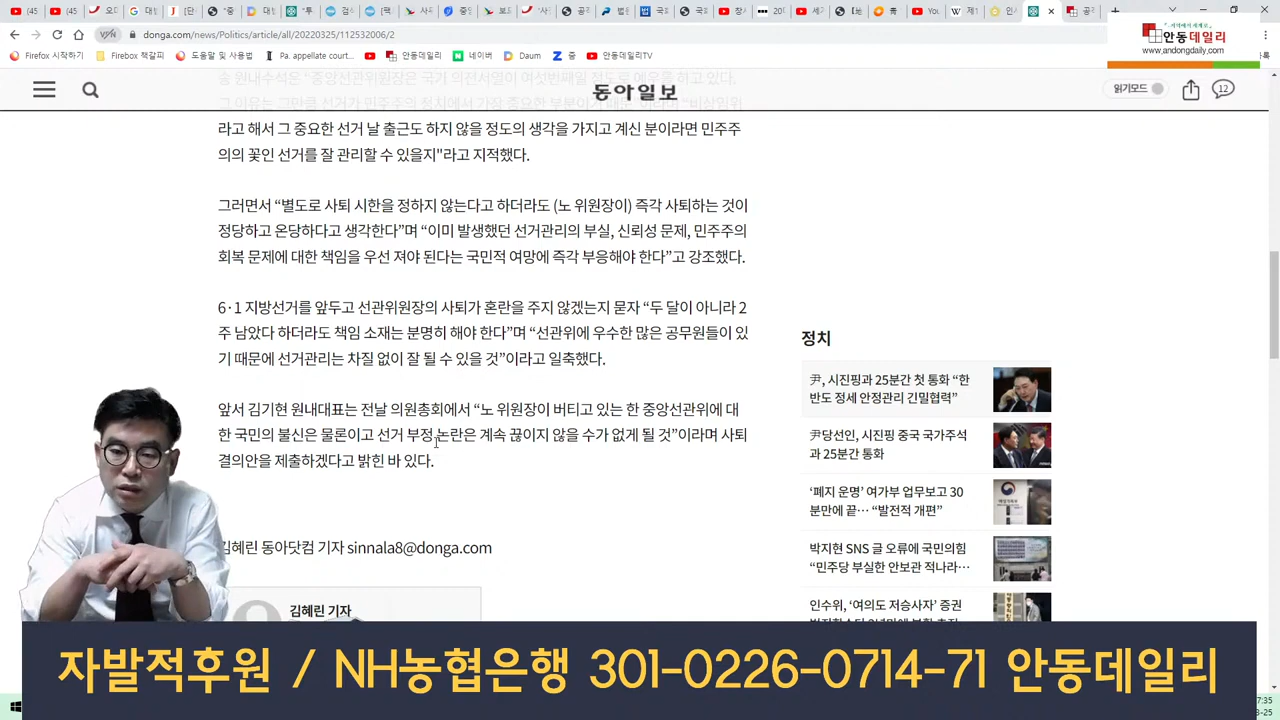 donga.com/news/Politics/article/all/20220325/112532006/2
Firefox 시작하기
Firebox 책갈피
도움말 및 사용법
Pa. appellate court...
안동데일리
네이버
Daum
줌
안동데일리TV
안동데일리
www.andongdaily.com
동아일보
읽기모드
12
송 원내수석은 “중앙선관위원장은
라고 해서 그 중요한 선거 날 출근도 하지 않을 정도의 생각을 가지고 계신 분이라면 민주주
의의 꽃인 선거를 잘 관리할 수 있을지"라고 지적했다.
그러면서 “별도로 사퇴 시한을 정하지 않는다고 하더라도 (노 위원장이) 즉각 사퇴하는 것이
정당하고 온당하다고 생각한다”며 “이미 발생했던 선거관리의 부실, 신뢰성 문제, 민주주의
회복 문제에 대한 책임을 우선 져야 된다는 국민적 여망에 즉각 부응해야 한다”고 강조했다.
6·1 지방선거를 앞두고 선관위원장의 사퇴가 혼란을 주지 않겠는지 묻자 “두 달이 아니라 2
주 남았다 하더라도 책임 소재는 분명히 해야 한다”며 “선관위에 우수한 많은 공무원들이 있
기 때문에 선거관리는 차질 없이 잘 될 수 있을 것”이라고 일축했다.
앞서 김기현 원내대표는 전날 의원총회에서 “노 위원장이 버티고 있는 한 중앙선관위에 대
한 국민의 불신은 물론이고 선거 부정 논란은 계속 끊이지 않을 수가 없게 될 것”이라며 사퇴
결의안을 제출하겠다고 밝힌 바 있다.
김혜린 동아닷컴 기자 sinnala8@donga.com
김혜린 기자
정치
尹, 시진핑과 25분간 첫 통화 “한
반도 정세 안정관리 긴밀협력”
尹당선인, 시진핑 중국 국가주석
과 25분간 통화
‘폐지 운명’ 여가부 업무보고 30
분만에 끝… “발전적 개편”
박지현 SNS 글 오류에 국민의힘
“민주당 부실한 안보관 적나라…
인수위, ‘여의도 저승사자’ 증권
자발적후원 / NH농협은행 301-0226-0714-71 안동데일리